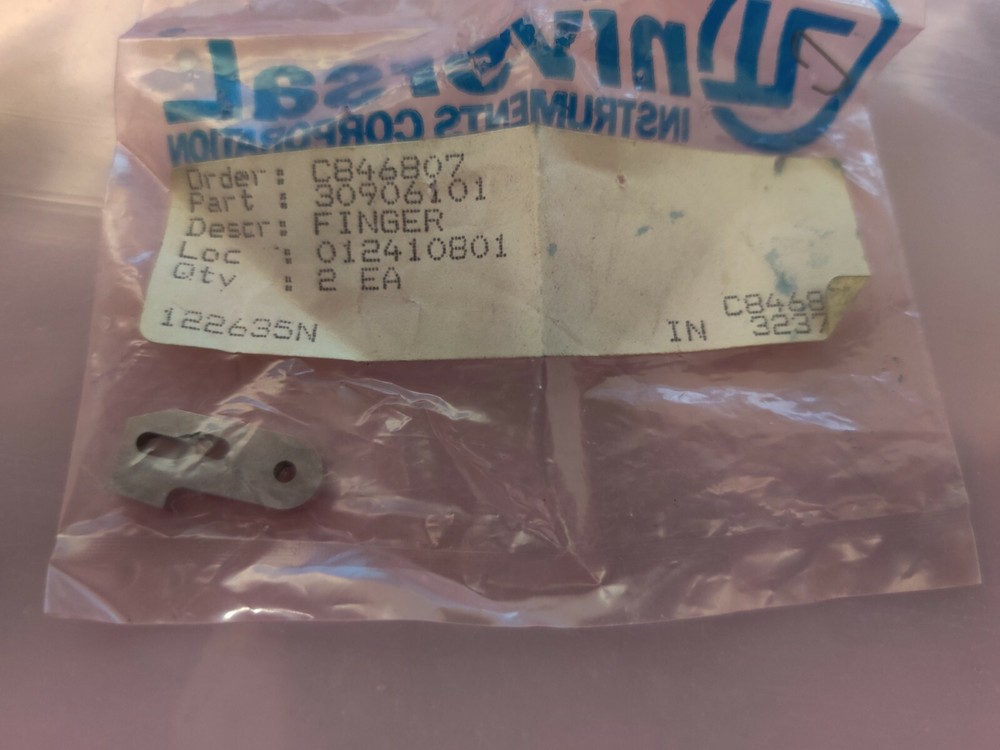 Universal
INSTRUMENTS CORPORATION
Order: C846807
Part : 30906101
Descr: FINGER
Loc : 012410801
Qty : 2 EA
C8468
122635N IN 3237